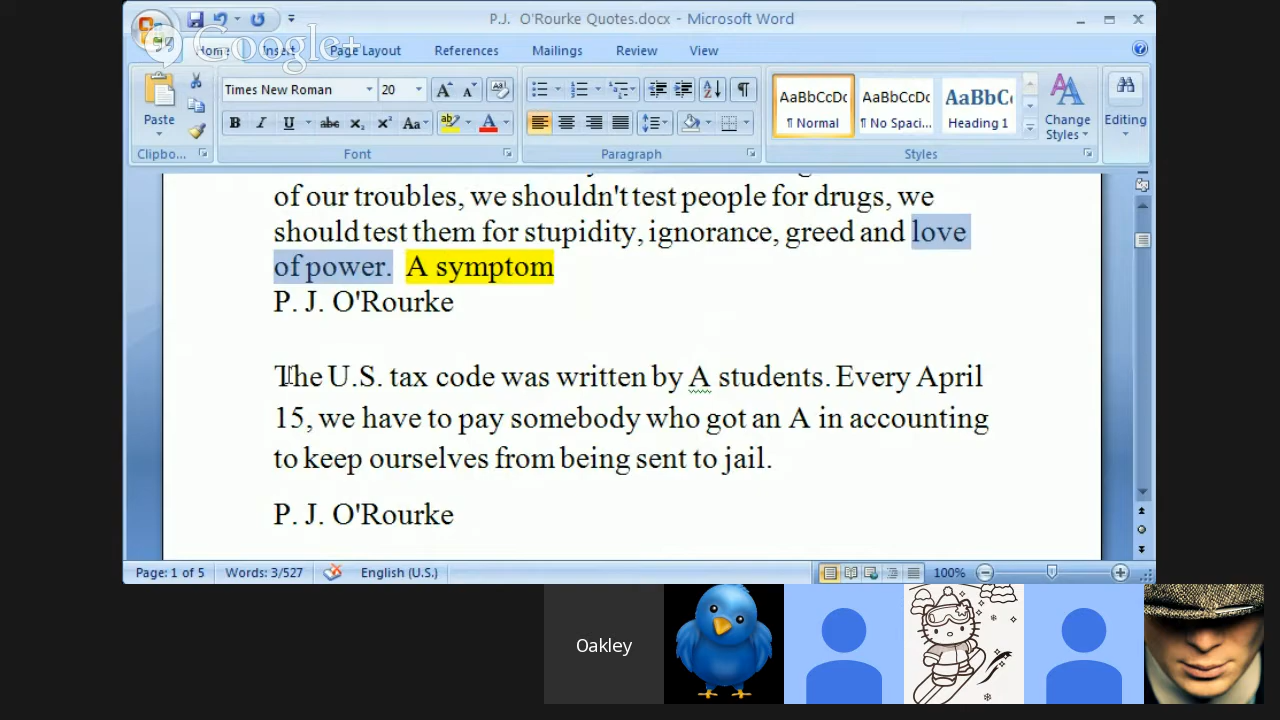 P.J. O'Rourke Quotes.docx - Microsoft Word
Google+
Home Insert Page Layout References Mailings Review View
Times New Roman 20
AaBbCcDc AaBbCcDc AaBbC
Paste
¶ Normal ¶ No Spaci... Heading 1
Change Styles
Editing
Clipbo... Font Paragraph Styles
of our troubles, we shouldn't test people for drugs, we
should test them for stupidity, ignorance, greed and love
of power. A symptom
P. J. O'Rourke
The U.S. tax code was written by A students. Every April
15, we have to pay somebody who got an A in accounting
to keep ourselves from being sent to jail.
P. J. O'Rourke
Page: 1 of 5 Words: 3/527 English (U.S.) 100%
Oakley